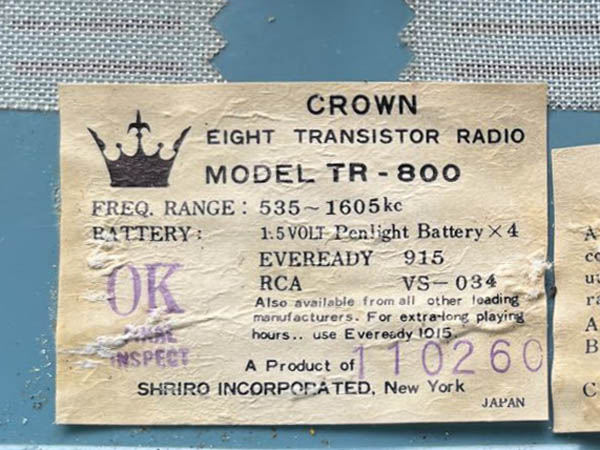 CROWN
EIGHT TRANSISTOR RADIO
MODEL TR-800
FREQ. RANGE: 535~1605kc
BATTERY: 1.5 VOLT Penlight Battery × 4
EVEREADY 915
RCA VS-034
Also available from all other leading
manufacturers. For extra-long playing
hours.. use Eveready 1015.
OK
FINAL
INSPECT
A Product of
110260
SHRIRO INCORPORATED, New York
JAPAN